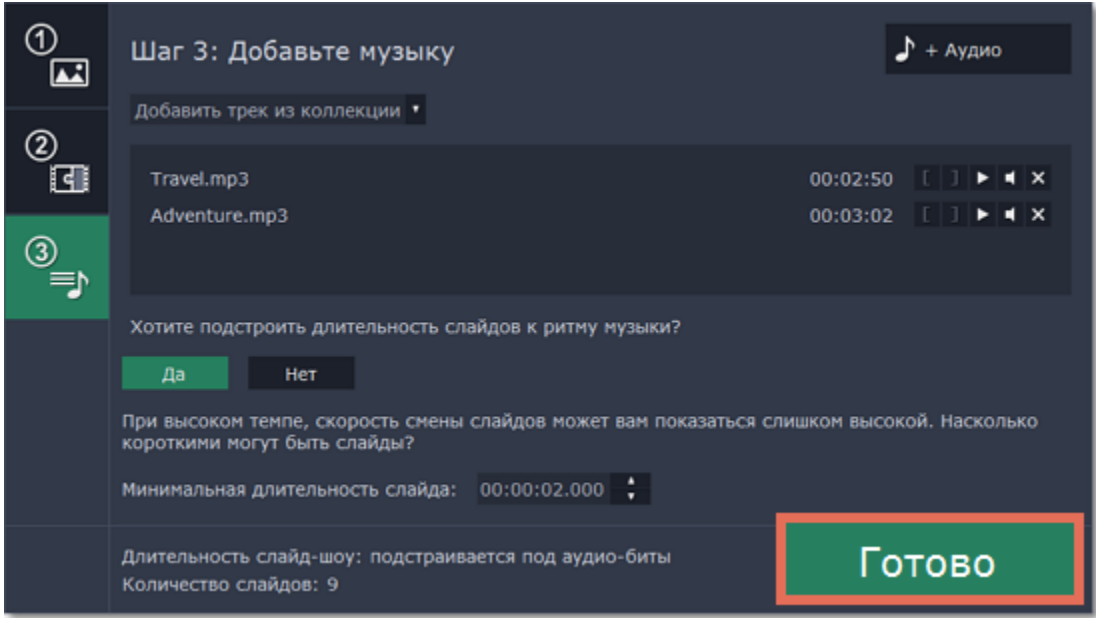 1
Шаг 3: Добавьте музыку
+ Аудио
Добавить трек из коллекции
2
Travel.mp3 00:02:50 [ ]
Adventure.mp3 00:03:02 [ ]
3
Хотите подстроить длительность слайдов к ритму музыки?
Да Нет
При высоком темпе, скорость смены слайдов может вам показаться слишком высокой. Насколько
короткими могут быть слайды?
Минимальная длительность слайда: 00:00:02.000
Длительность слайд-шоу: подстраивается под аудио-биты
Количество слайдов: 9
Готово